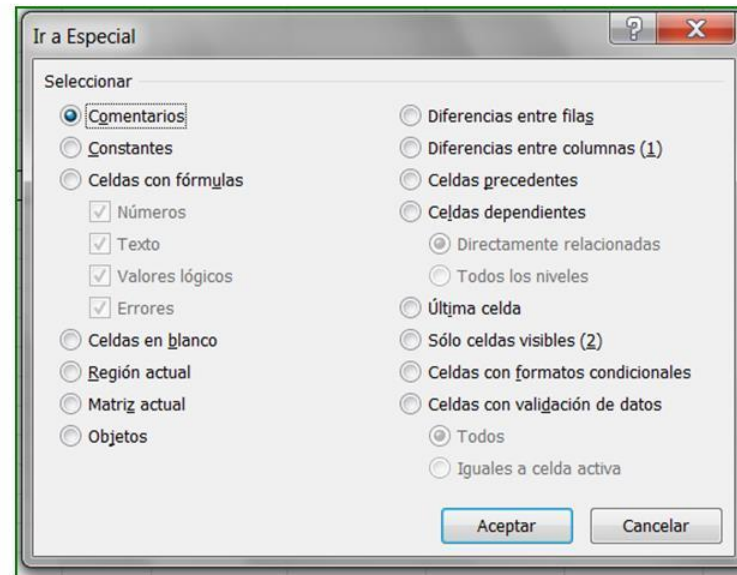 Ir a Especial
Seleccionar
Comentarios
Constantes
Celdas con fórmulas
Números
Texto
Valores lógicos
Errores
Celdas en blanco
Región actual
Matriz actual
Objetos
Diferencias entre filas
Diferencias entre columnas (1)
Celdas precedentes
Celdas dependientes
Directamente relacionadas
Todos los niveles
Última celda
Sólo celdas visibles (2)
Celdas con formatos condicionales
Celdas con validación de datos
Todos
Iguales a celda activa
Aceptar
Cancelar